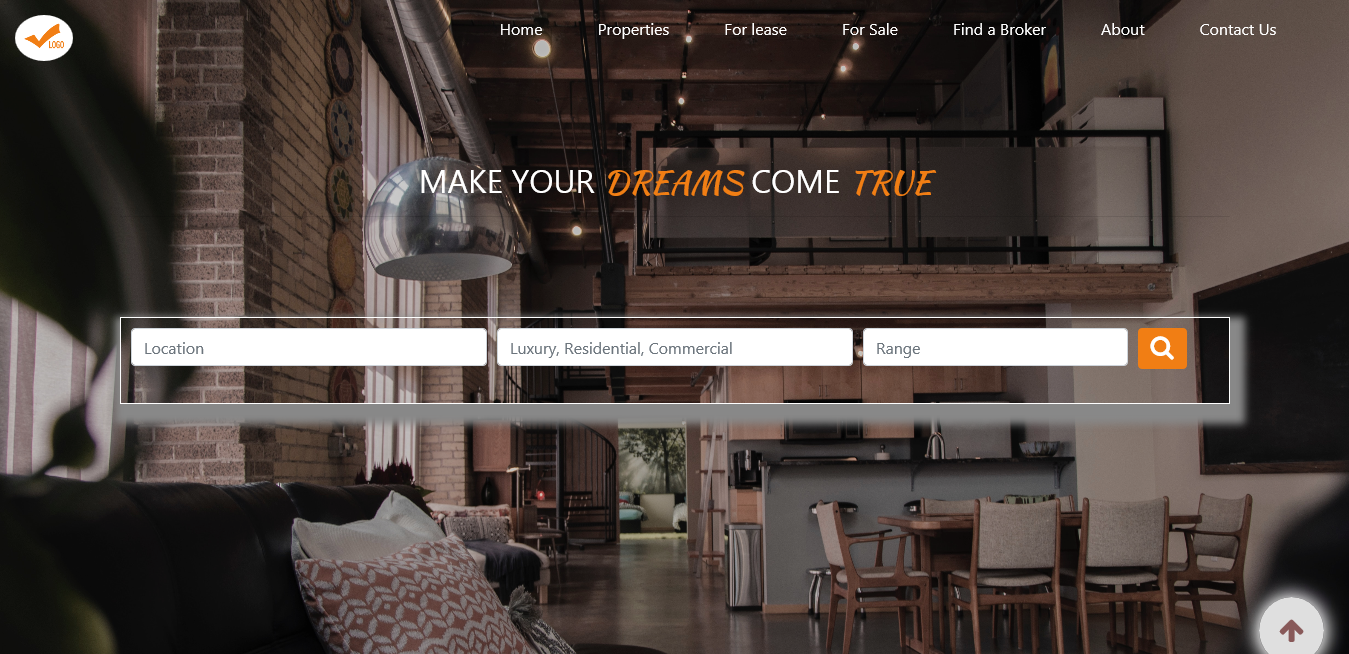 LOGO
Home Properties For lease For Sale Find a Broker About Contact Us
MAKE YOUR DREAMS COME TRUE
Location Luxury, Residential, Commercial Range